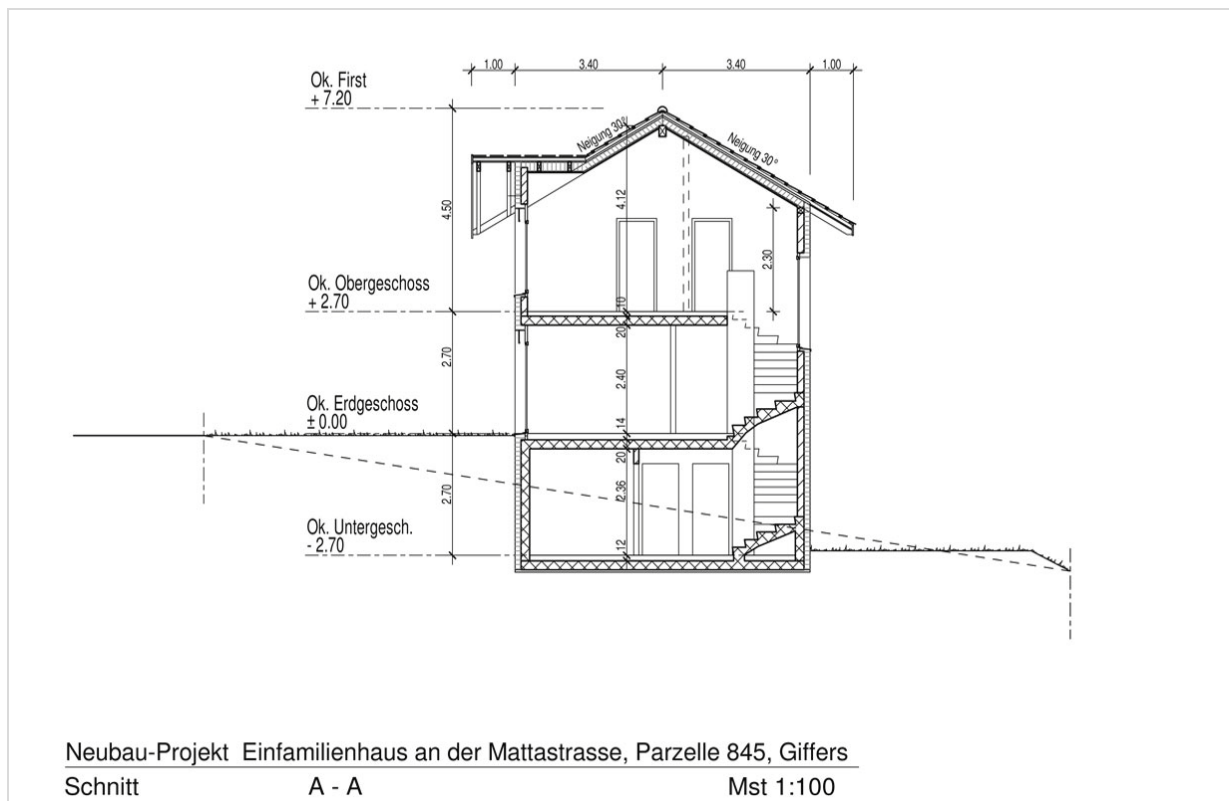 1.00 3.40 3.40 1.00
Ok. First
+ 7.20
Neigung 30°
Neigung 30°
4.50
4.12
2.30
Ok. Obergeschoss
+ 2.70
10
20
2.70
2.40
Ok. Erdgeschoss
± 0.00
14
20
2.70
2.36
Ok. Untergesch.
- 2.70
12
Neubau-Projekt Einfamilienhaus an der Mattastrasse, Parzelle 845, Giffers
Schnitt A - A Mst 1:100